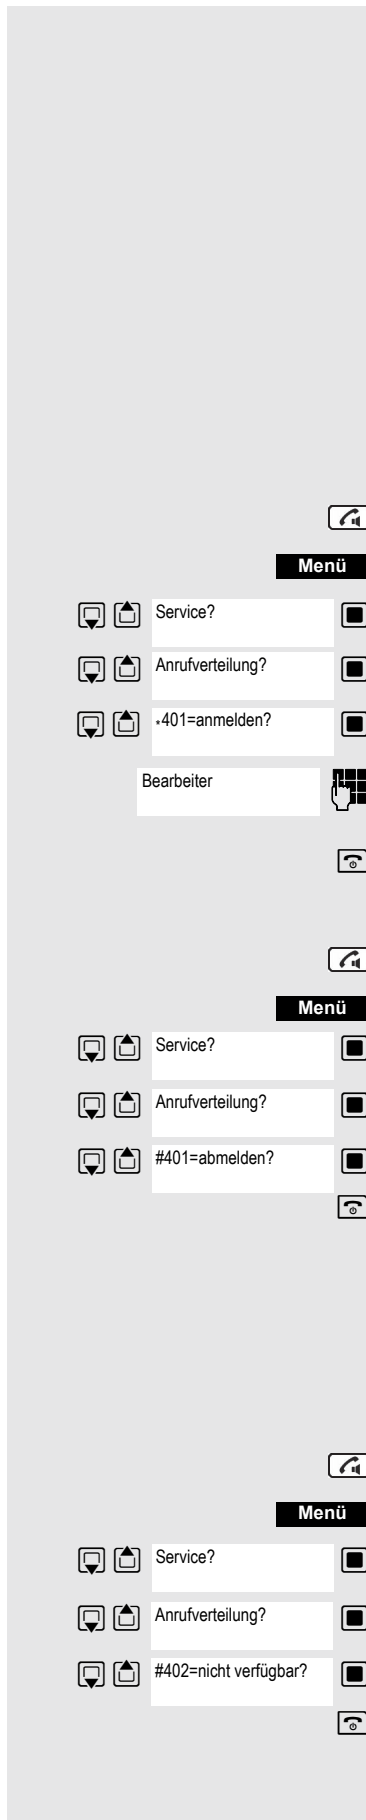 Menü
Service?
Anrufverteilung?
*401=anmelden?
Bearbeiter
Menü
Service?
Anrufverteilung?
#401=abmelden?
Menü
Service?
Anrufverteilung?
#402=nicht verfügbar?